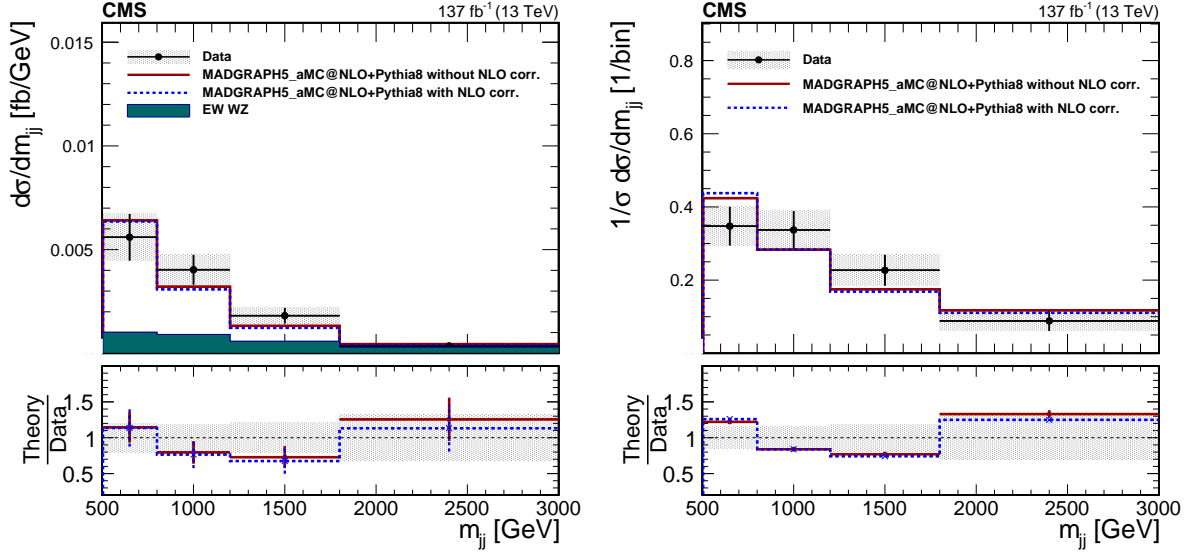 CMS 137 fb⁻¹ (13 TeV)
dσ/dm_jj [fb/GeV]
0.015
0.01
0.005
Data
MADGRAPH5_aMC@NLO+Pythia8 without NLO corr.
MADGRAPH5_aMC@NLO+Pythia8 with NLO corr.
EW WZ
Theory
Data
1.5
1
0.5
500 1000 1500 2000 2500 3000
m_jj [GeV]
CMS 137 fb⁻¹ (13 TeV)
1/σ dσ/dm_jj [1/bin]
0.8
0.6
0.4
0.2
Data
MADGRAPH5_aMC@NLO+Pythia8 without NLO corr.
MADGRAPH5_aMC@NLO+Pythia8 with NLO corr.
Theory
Data
1.5
1
0.5
500 1000 1500 2000 2500 3000
m_jj [GeV]